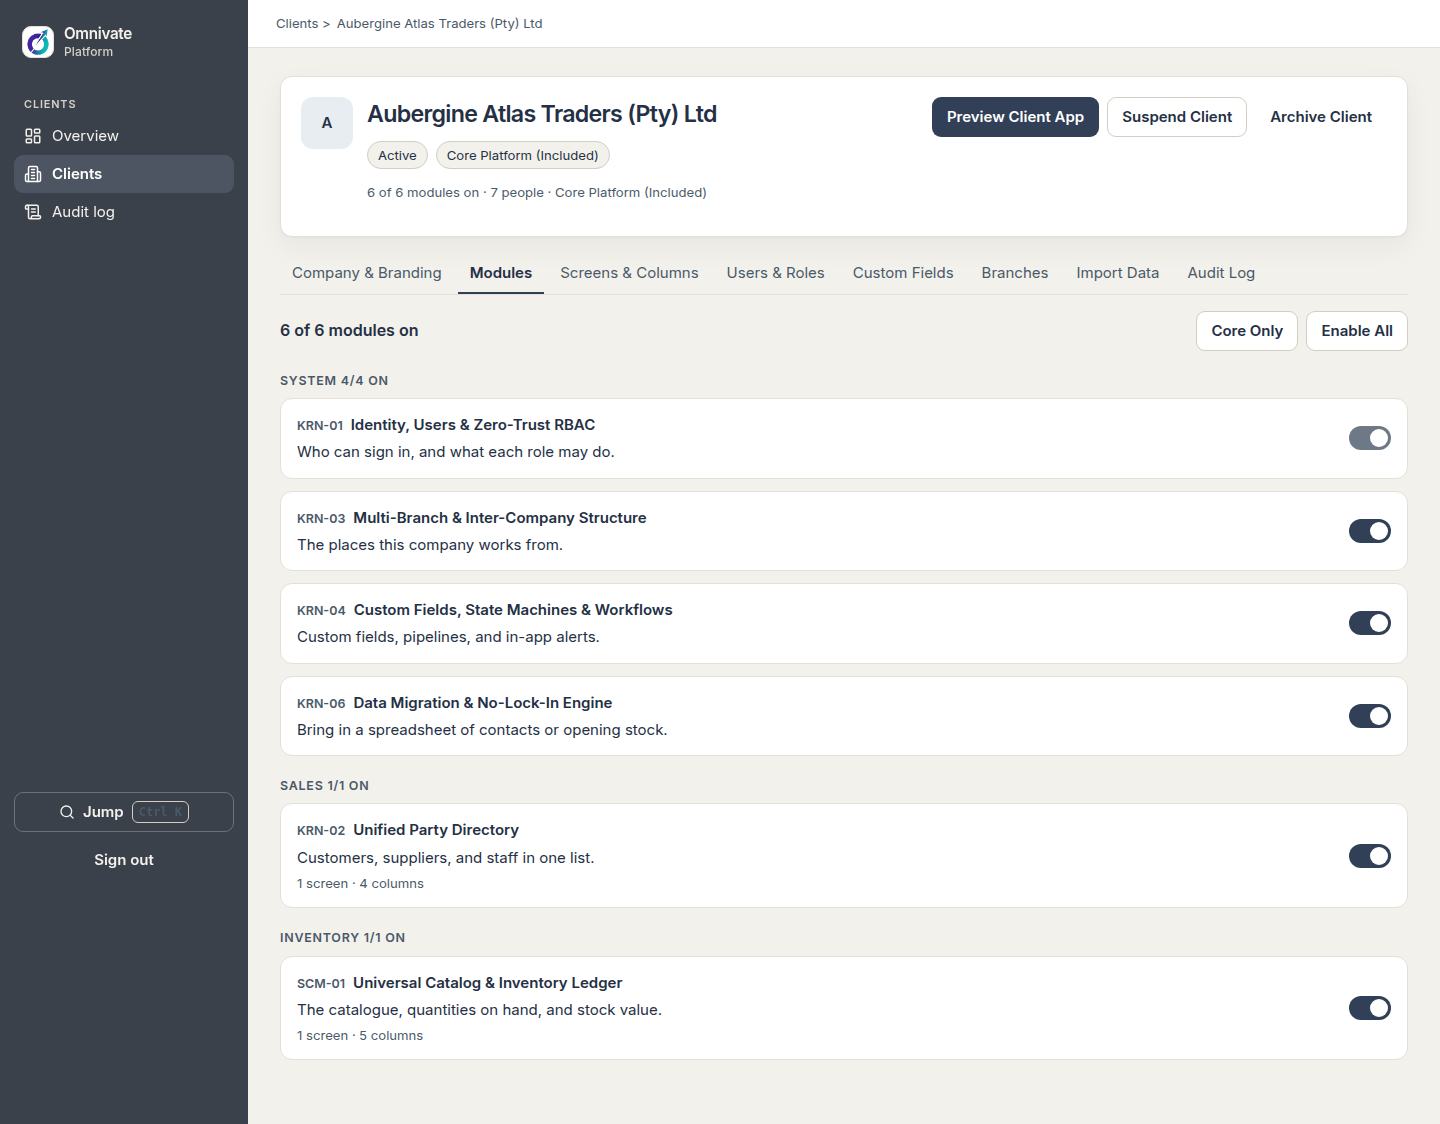 Omnivate
Platform
CLIENTS
Overview
Clients
Audit log
Jump Ctrl K
Sign out
Clients > Aubergine Atlas Traders (Pty) Ltd
A
Aubergine Atlas Traders (Pty) Ltd
Active
Core Platform (Included)
6 of 6 modules on · 7 people · Core Platform (Included)
Preview Client App
Suspend Client
Archive Client
Company & Branding
Modules
Screens & Columns
Users & Roles
Custom Fields
Branches
Import Data
Audit Log
6 of 6 modules on
Core Only
Enable All
SYSTEM 4/4 ON
KRN-01 Identity, Users & Zero-Trust RBAC
Who can sign in, and what each role may do.
KRN-03 Multi-Branch & Inter-Company Structure
The places this company works from.
KRN-04 Custom Fields, State Machines & Workflows
Custom fields, pipelines, and in-app alerts.
KRN-06 Data Migration & No-Lock-In Engine
Bring in a spreadsheet of contacts or opening stock.
SALES 1/1 ON
KRN-02 Unified Party Directory
Customers, suppliers, and staff in one list.
1 screen · 4 columns
INVENTORY 1/1 ON
SCM-01 Universal Catalog & Inventory Ledger
The catalogue, quantities on hand, and stock value.
1 screen · 5 columns